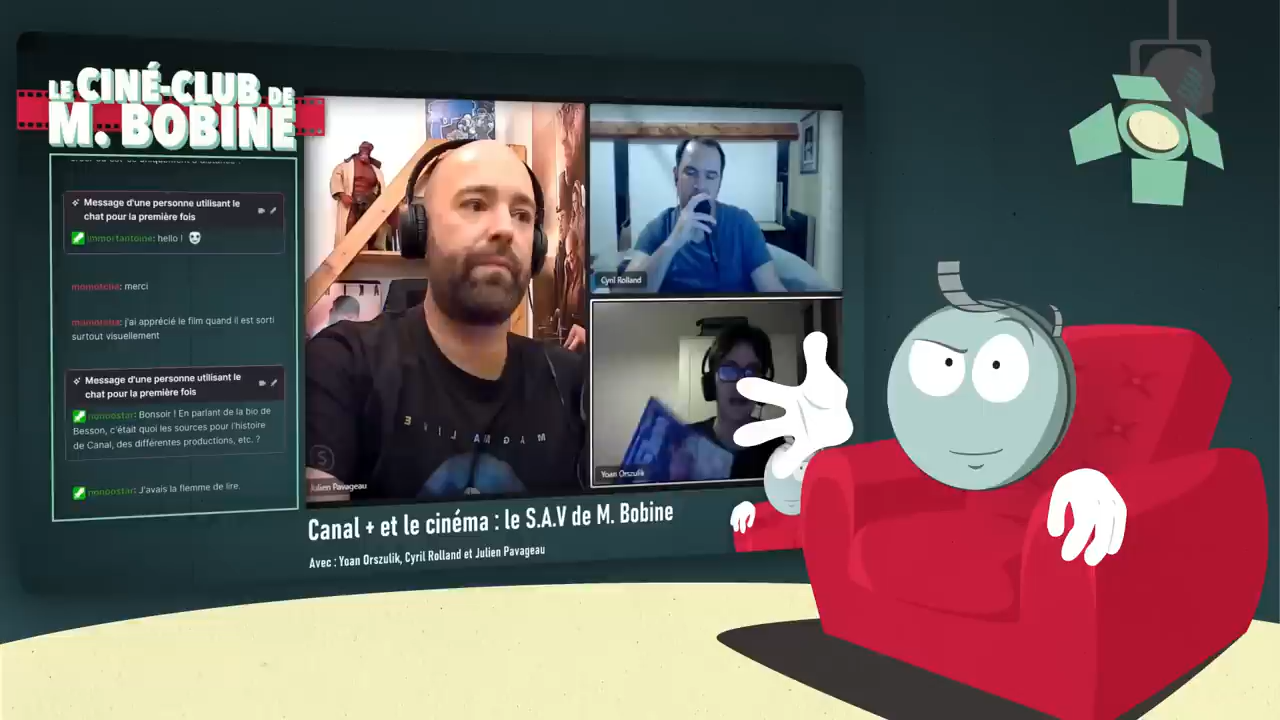 LE CINÉ-CLUB DE
M. BOBINE
Message d'une personne utilisant le
chat pour la première fois
immortantoine: hello !
momotella: merci
j'ai apprécié le film quand il est sorti
surtout visuellement
Message d'une personne utilisant le
chat pour la première fois
nonoostar: Bonsoir ! En parlant de la bio de
Besson, c'était quoi les sources pour l'histoire
de Canal, des différentes productions, etc. ?
nonoostar: J'avais la flemme de lire.
Julien Pavageau
Cyril Rolland
Yoan Orszulik
Canal + et le cinéma : le S.A.V de M. Bobine
Avec : Yoan Orszulik, Cyril Rolland et Julien Pavageau